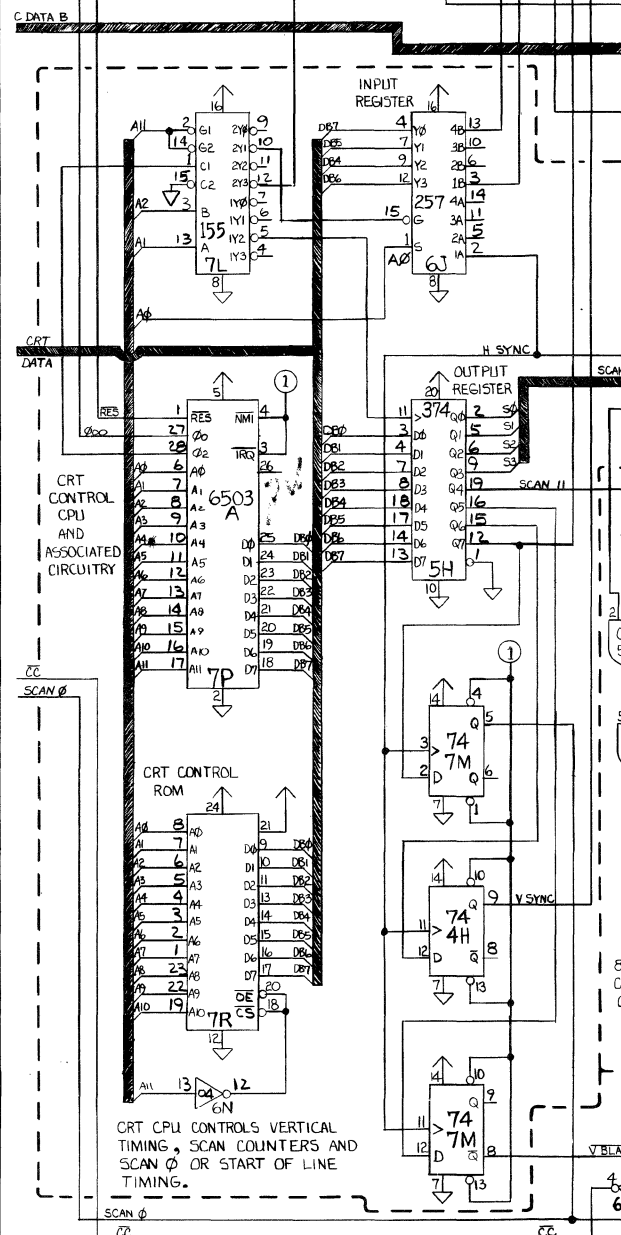 C DATA B
INPUT
REGISTER
16
A11
2 G1 2Y0 9
14 G2 2Y1 10
1 C1 2Y2 11
15 C2 2Y3 12
1Y0 7
A2 3 B 1Y1 6
155 1Y2 5
A1 13 A 1Y3 4
7L
8
A0
16
DB7 4 Y0 4B 13
DB5 7 Y1 3B 10
DB4 9 Y2 2B 6
DB6 12 Y3 1B 3
257 4A 14
15 G 3A 11
2A 5
1 S 1A 2
A0 6J
8
CRT
DATA
H SYNC
OUTPUT
REGISTER
SCAN
5
1
RES 1 RES NMI 4
Φ00 27 Φ0
28 Φ2 IRQ 3
A0 6 A0 26
A1 7 A1 6503
A2 8 A2 A
A3 9 A3
A4 10 A4 D0 25 DB0
A5 11 A5 D1 24 DB1
A6 12 A6 D2 23 DB2
A7 13 A7 D3 22 DB3
A8 14 A8 D4 21 DB4
A9 15 A9 D5 20 DB5
A10 16 A10 D6 19 DB6
A11 17 A11 D7 18 DB7
7P
2
CRT
CONTROL
CPU
AND
ASSOCIATED
CIRCUITRY
20
11 374 Q0 2 S0
DB0 3 D0 Q1 5 S1
DB1 4 D1 Q2 6 S2
DB2 7 D2 Q3 9 S3
DB3 8 D3 Q4 19 SCAN 11
DB4 18 D4 Q5 16
DB5 17 D5 Q6 15
DB6 14 D6 Q7 12
DB7 13 D7 1
5H
10
CC
SCAN Φ
1
14 4
Q 5
3 74
7M
2 D Q 6
7 1
CRT CONTROL
ROM
24
A0 8 A0 21
A1 7 A1 D0 9 DB0
A2 6 A2 D1 10 DB1
A3 5 A3 D2 11 DB2
A4 4 A4 D3 13 DB3
A5 3 A5 D4 14 DB4
A6 2 A6 D5 15 DB5
A7 1 A7 D6 16 DB6
A8 23 A8 D7 17 DB7
A9 22 A9 OE 20
A10 19 A10 CS 18
7R
12
A11 13 04 12
6N
14 10
Q 9 V SYNC
11 74
4H
12 D Q 8
7 13
14 10
Q 9
11 74
7M
12 D Q 8 V BLA
7 13
CRT CPU CONTROLS VERTICAL
TIMING, SCAN COUNTERS AND
SCAN Φ OR START OF LINE
TIMING.
SCAN Φ
CC
CC
4
6
2
8